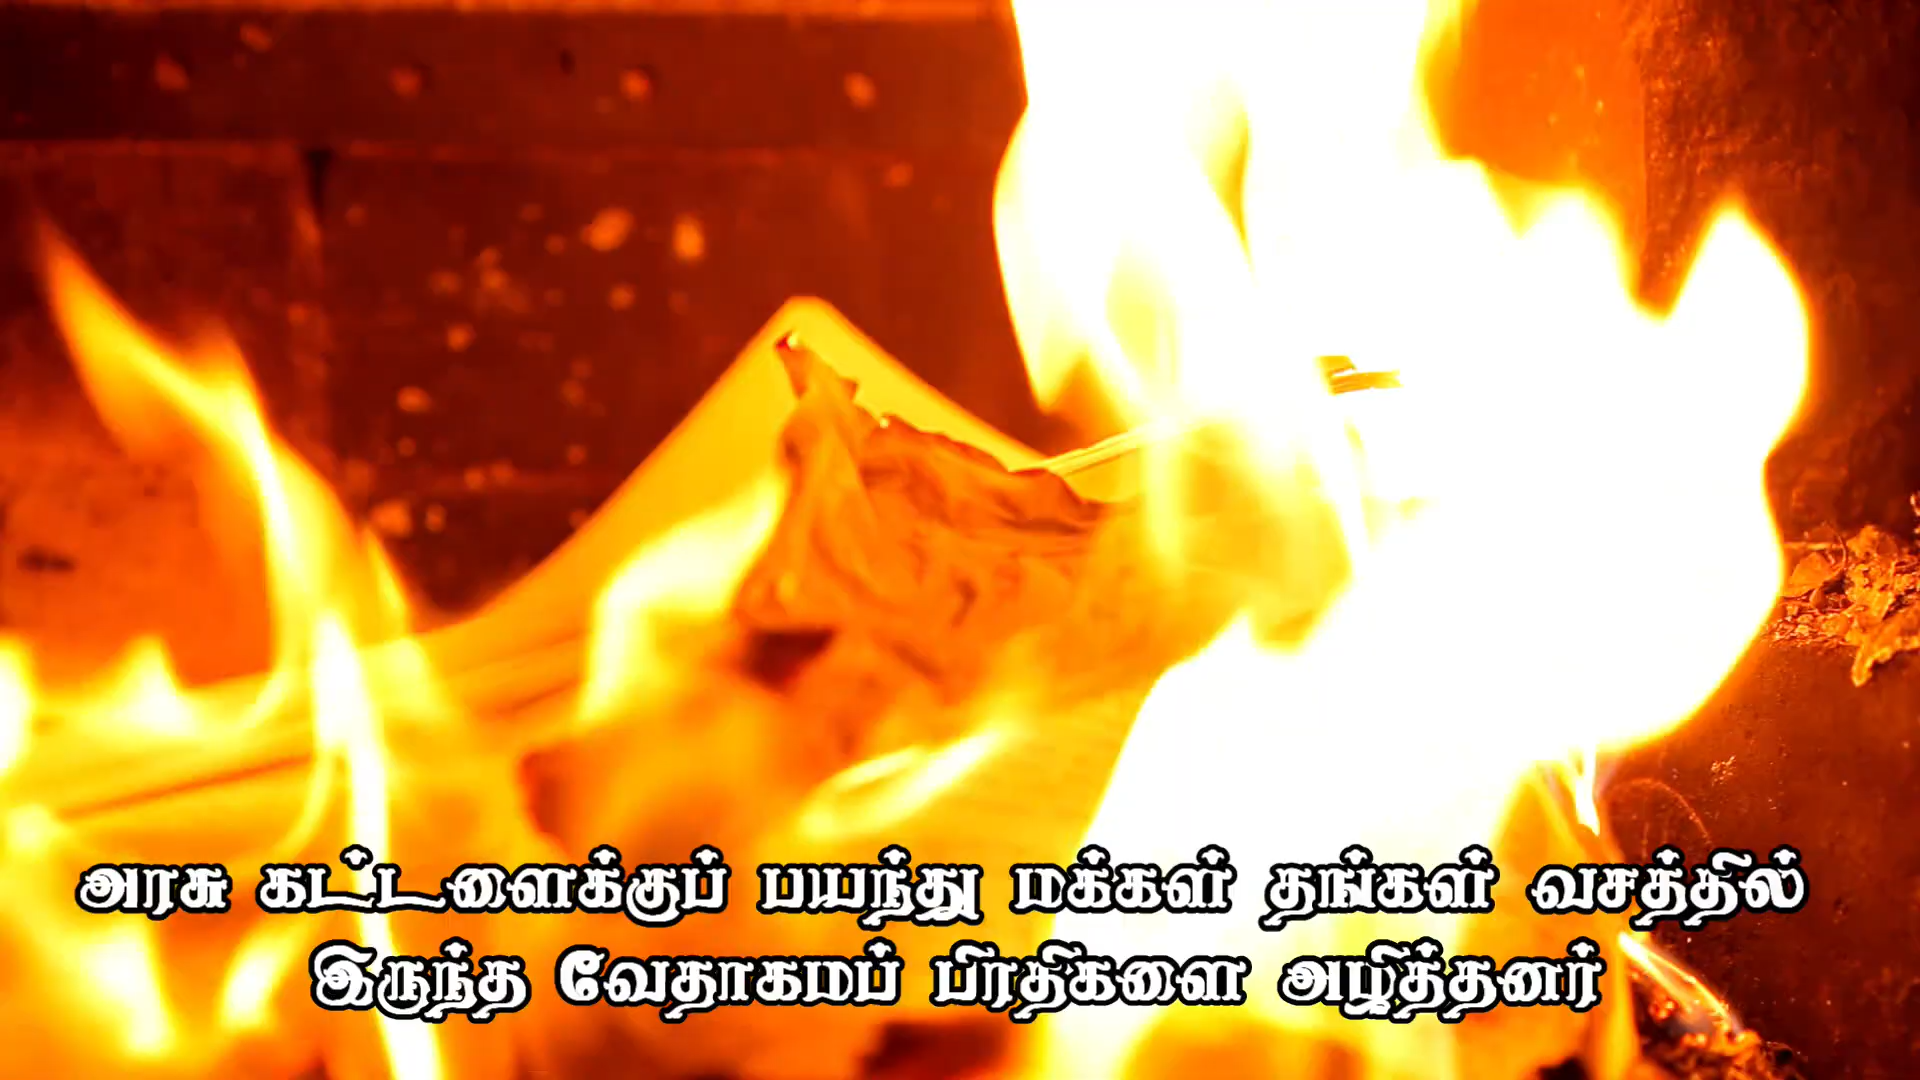 அரசு கட்டளைக்குப் பயந்து மக்கள் தங்கள் வசத்தில்
இருந்த வேதாகமப் பிரதிகளை அழித்தனர்